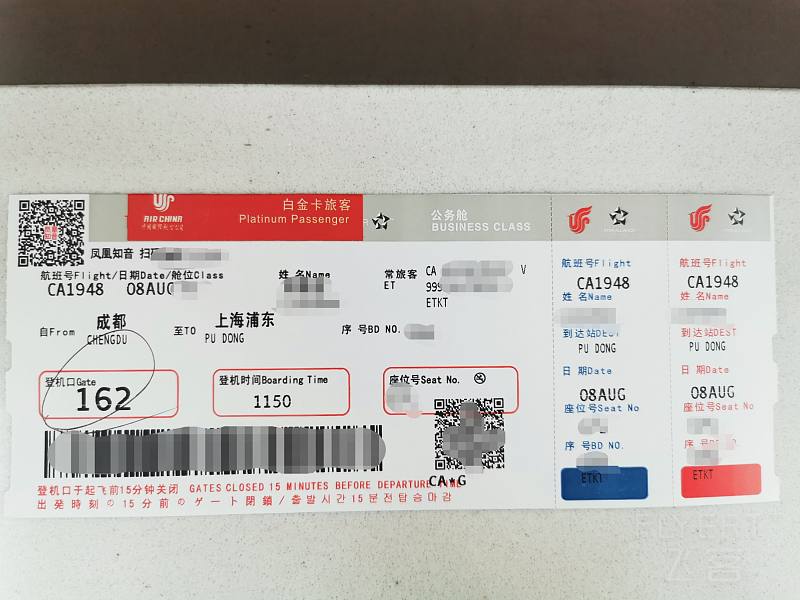 AIR CHINA
中国国际航空公司
白金卡旅客
Platinum Passenger
公务舱
BUSINESS CLASS
凤凰知音 扫
航班号Flight/日期Date/舱位Class
CA1948 08AUG
姓 名Name
常旅客 CA V
ET 999
ETKT
自From 成都
CHENGDU
至TO 上海浦东
PU DONG
序 号BD NO.
登机口Gate
162
登机时间Boarding Time
1150
座位号Seat No.
CA★G
登机口于起飞前15分钟关闭 GATES CLOSED 15 MINUTES BEFORE DEPARTURE TIME
出発時刻の15分前のゲート閉鎖/출발시간15분전탑승마감
航班号Flight
CA1948
姓 名Name
到达站DEST
PU DONG
日 期Date
08AUG
座位号Seat No
序 号BD NO.
ETKT
航班号Flight
CA1948
姓 名Name
到达站DEST
PU DONG
日 期Date
08AUG
座位号Seat No
序 号BD NO.
ETKT
飞客